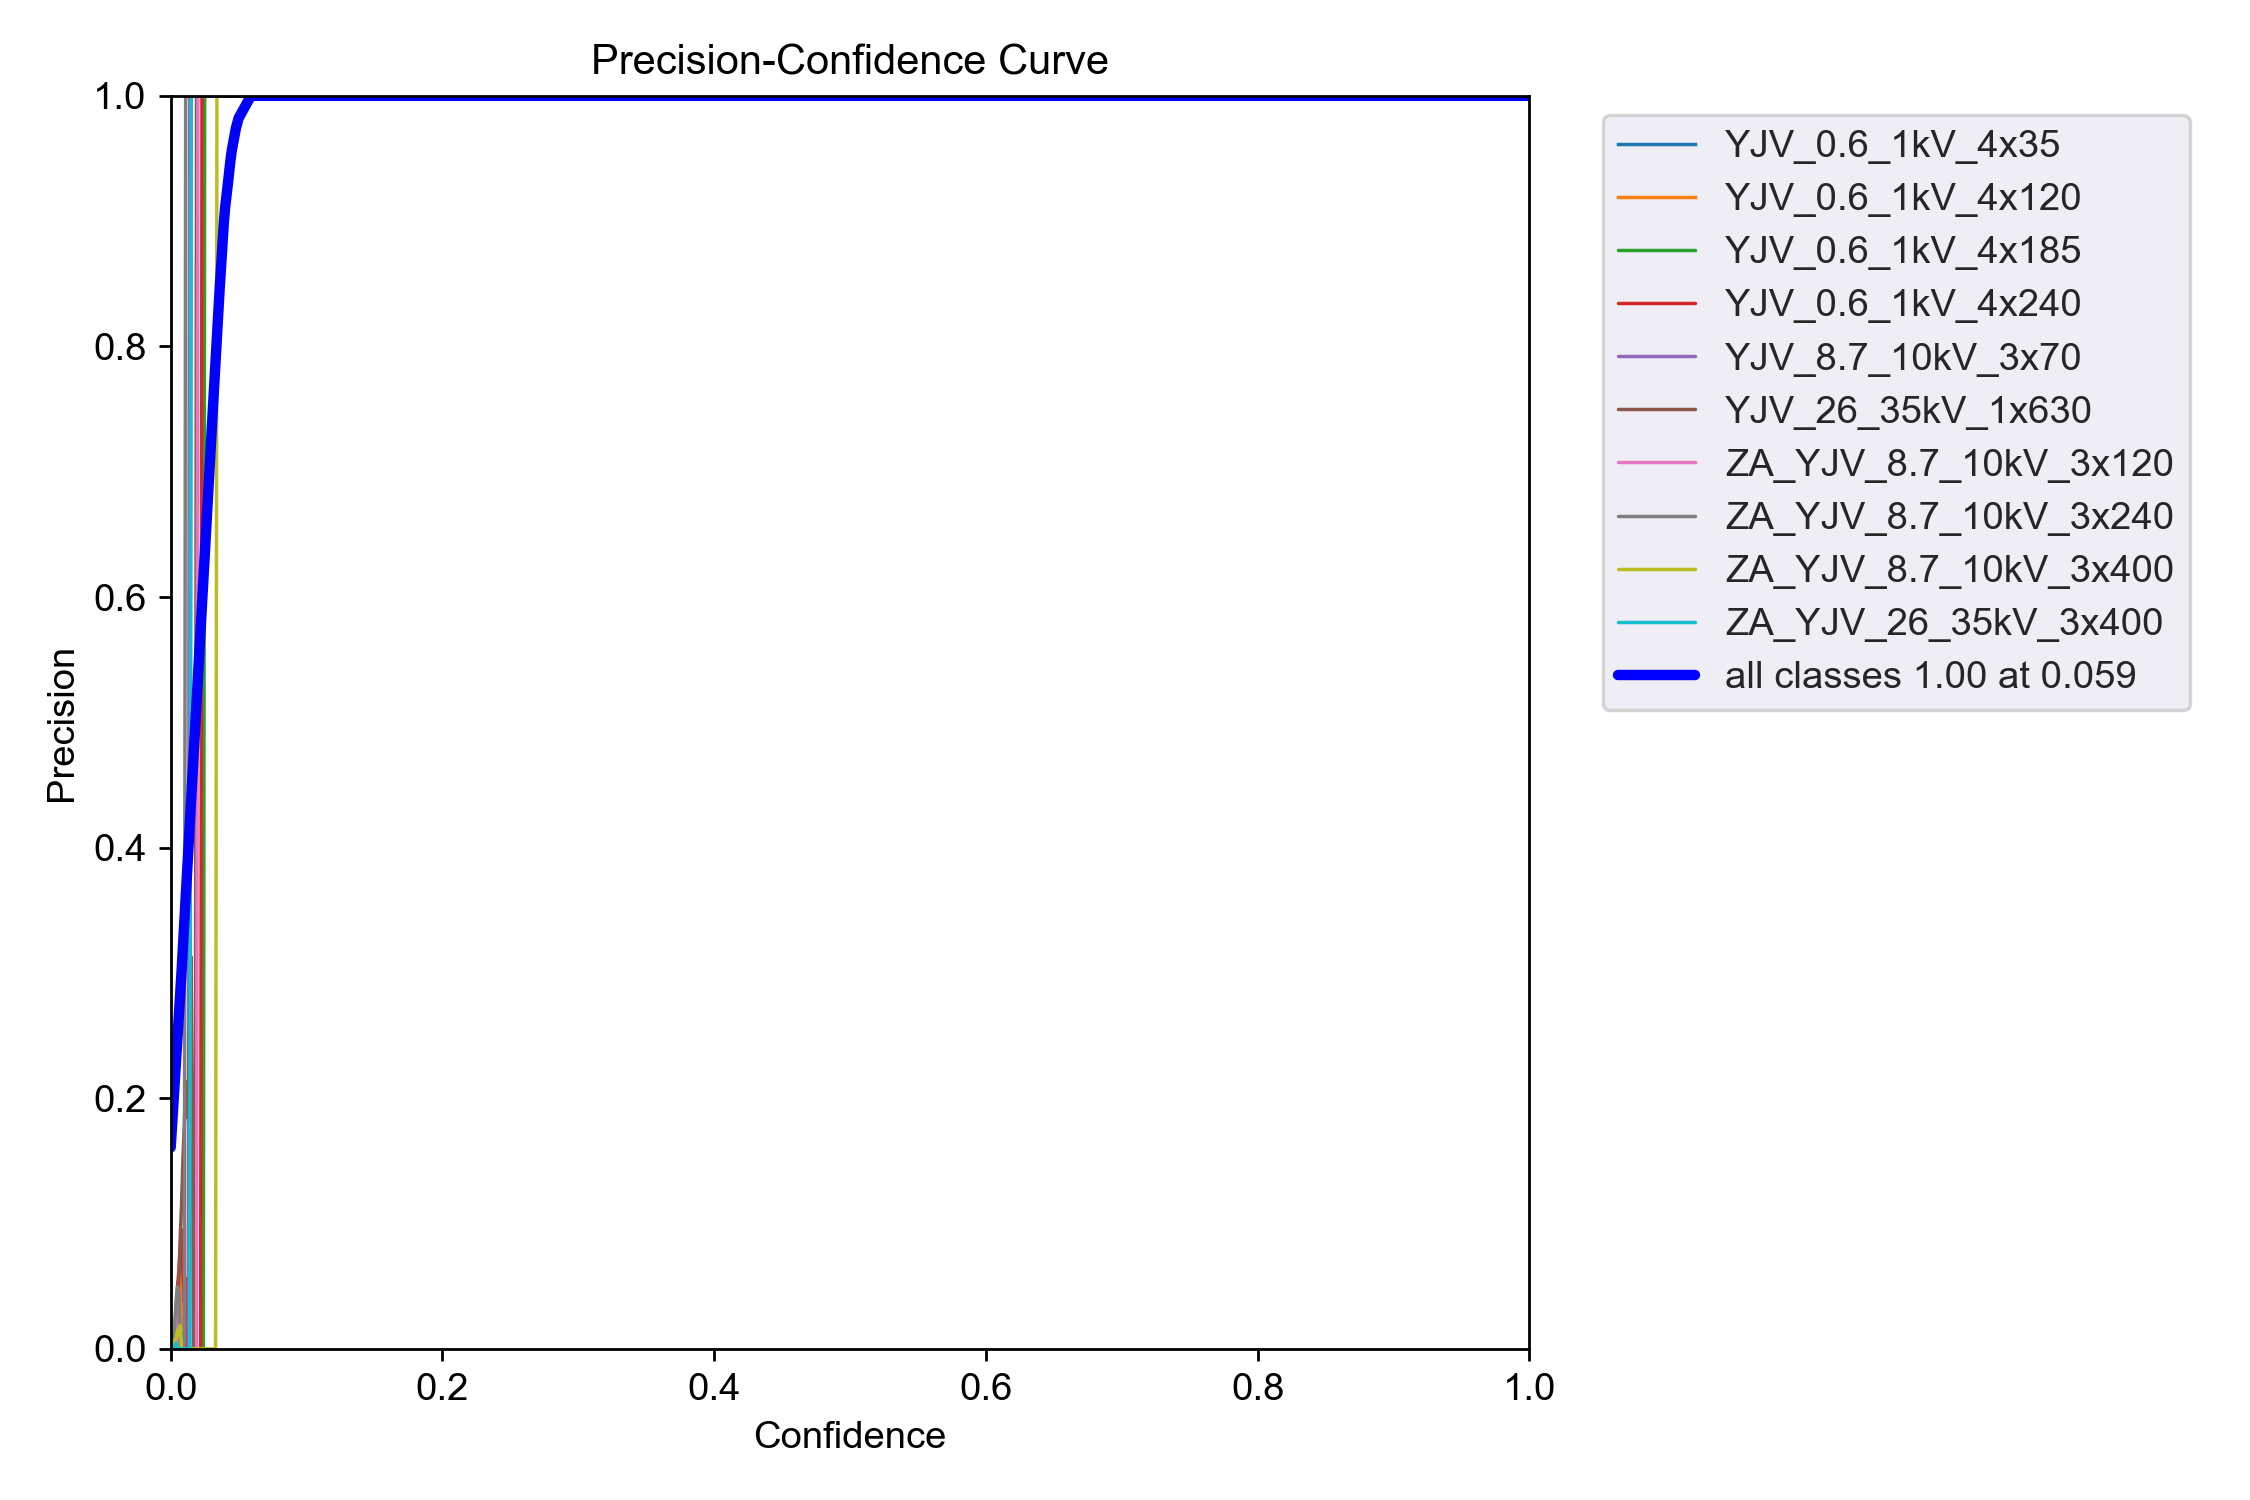 Precision-Confidence Curve
1.0
0.8
0.6
0.4
0.2
0.0
Precision
0.0 0.2 0.4 0.6 0.8 1.0
Confidence
YJV_0.6_1kV_4x35
YJV_0.6_1kV_4x120
YJV_0.6_1kV_4x185
YJV_0.6_1kV_4x240
YJV_8.7_10kV_3x70
YJV_26_35kV_1x630
ZA_YJV_8.7_10kV_3x120
ZA_YJV_8.7_10kV_3x240
ZA_YJV_8.7_10kV_3x400
ZA_YJV_26_35kV_3x400
all classes 1.00 at 0.059